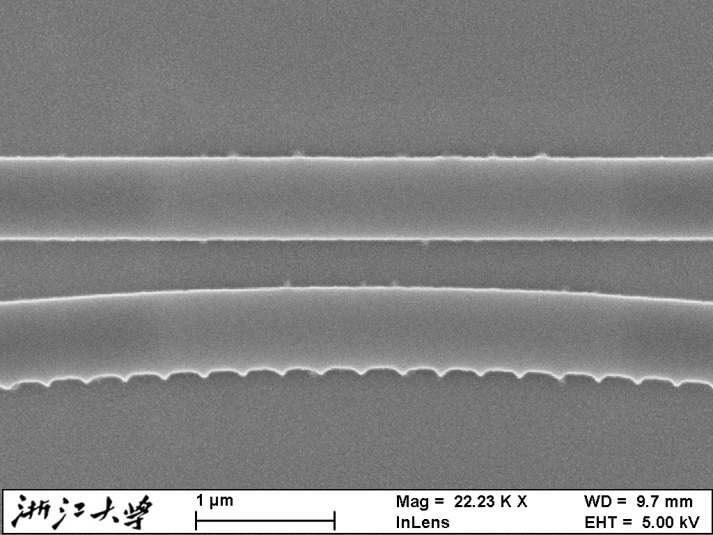 浙江大学
1 µm
Mag = 22.23 K X
WD = 9.7 mm
InLens
EHT = 5.00 kV